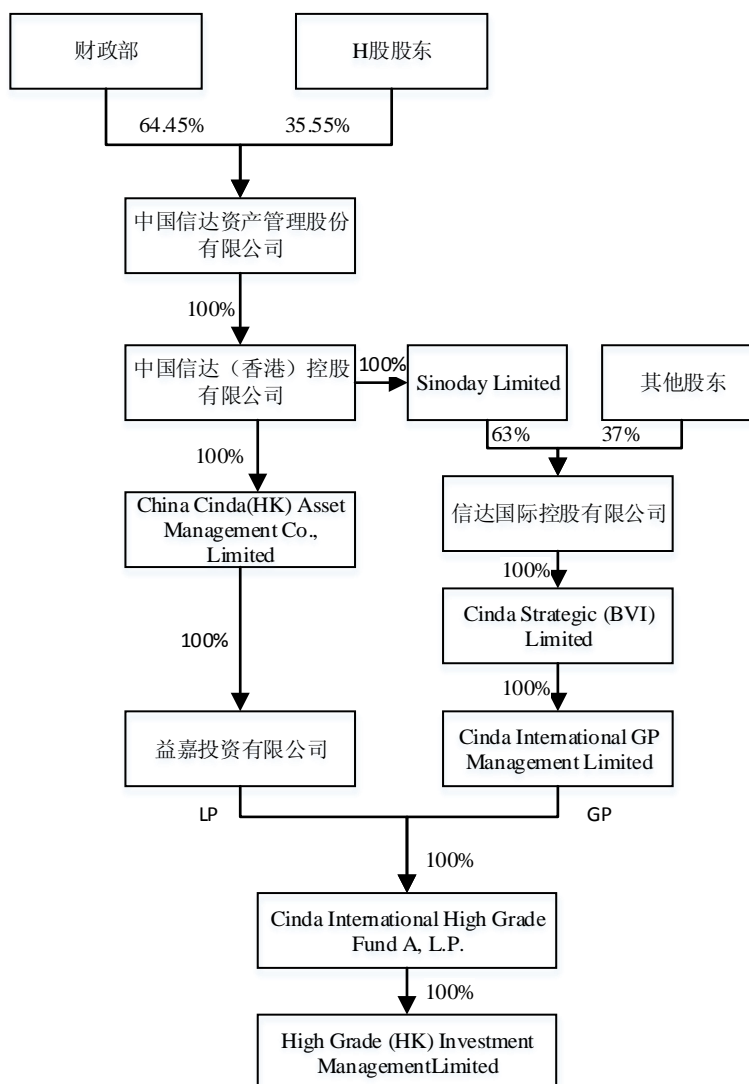 财政部
H股股东
64.45%
35.55%
中国信达资产管理股份
有限公司
100%
中国信达（香港）控股
有限公司
100%
Sinoday Limited
其他股东
100%
63%
37%
China Cinda(HK) Asset
Management Co.,
Limited
信达国际控股有限公司
100%
Cinda Strategic (BVI)
Limited
100%
100%
益嘉投资有限公司
Cinda International GP
Management Limited
LP
GP
100%
Cinda International High Grade
Fund A, L.P.
100%
High Grade (HK) Investment
ManagementLimited